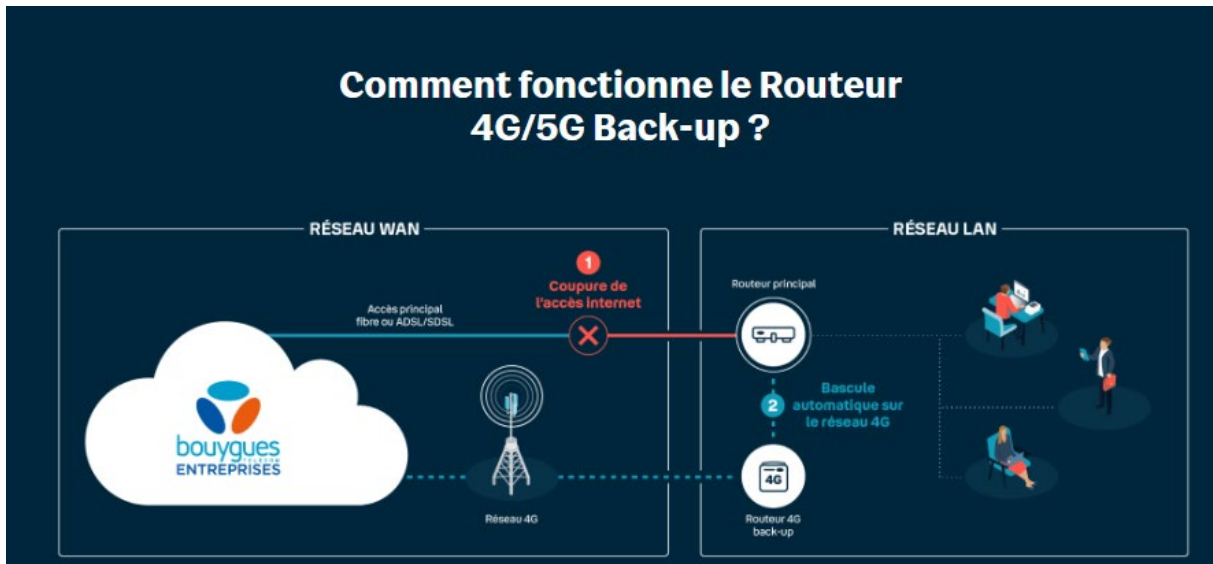 Comment fonctionne le Routeur
4G/5G Back-up ?
RÉSEAU WAN
RÉSEAU LAN
1
Coupure de
l'accès internet
Accès principal
fibre ou ADSL/SDSL
Routeur principal
2
Bascule
automatique sur
le réseau 4G
bouygues
TELECOM
ENTREPRISES
4G
Réseau 4G
Routeur 4G
back-up